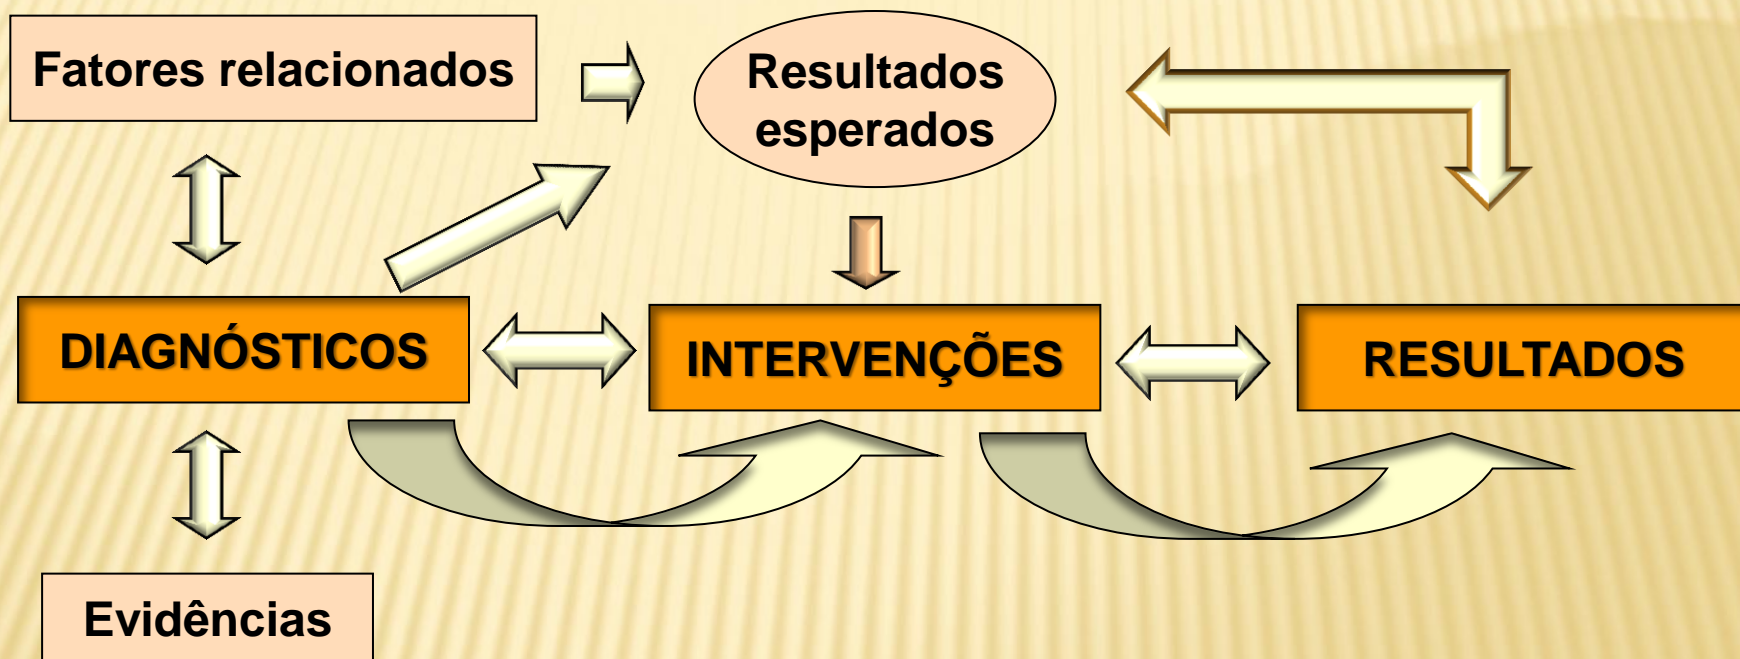 Fatores relacionados
Resultados
esperados
DIAGNÓSTICOS
INTERVENÇÕES
RESULTADOS
Evidências